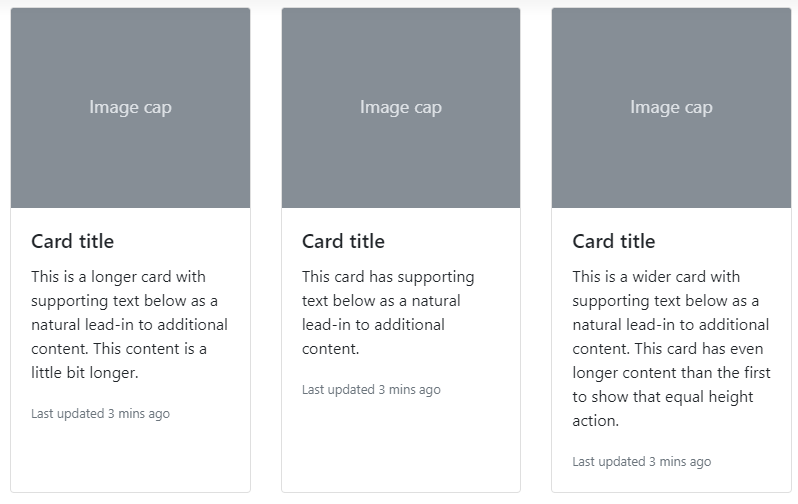 Image cap
Card title
This is a longer card with
supporting text below as a
natural lead-in to additional
content. This content is a
little bit longer.
Last updated 3 mins ago
Image cap
Card title
This card has supporting
text below as a natural
lead-in to additional
content.
Last updated 3 mins ago
Image cap
Card title
This is a wider card with
supporting text below as a
natural lead-in to additional
content. This card has even
longer content than the first
to show that equal height
action.
Last updated 3 mins ago